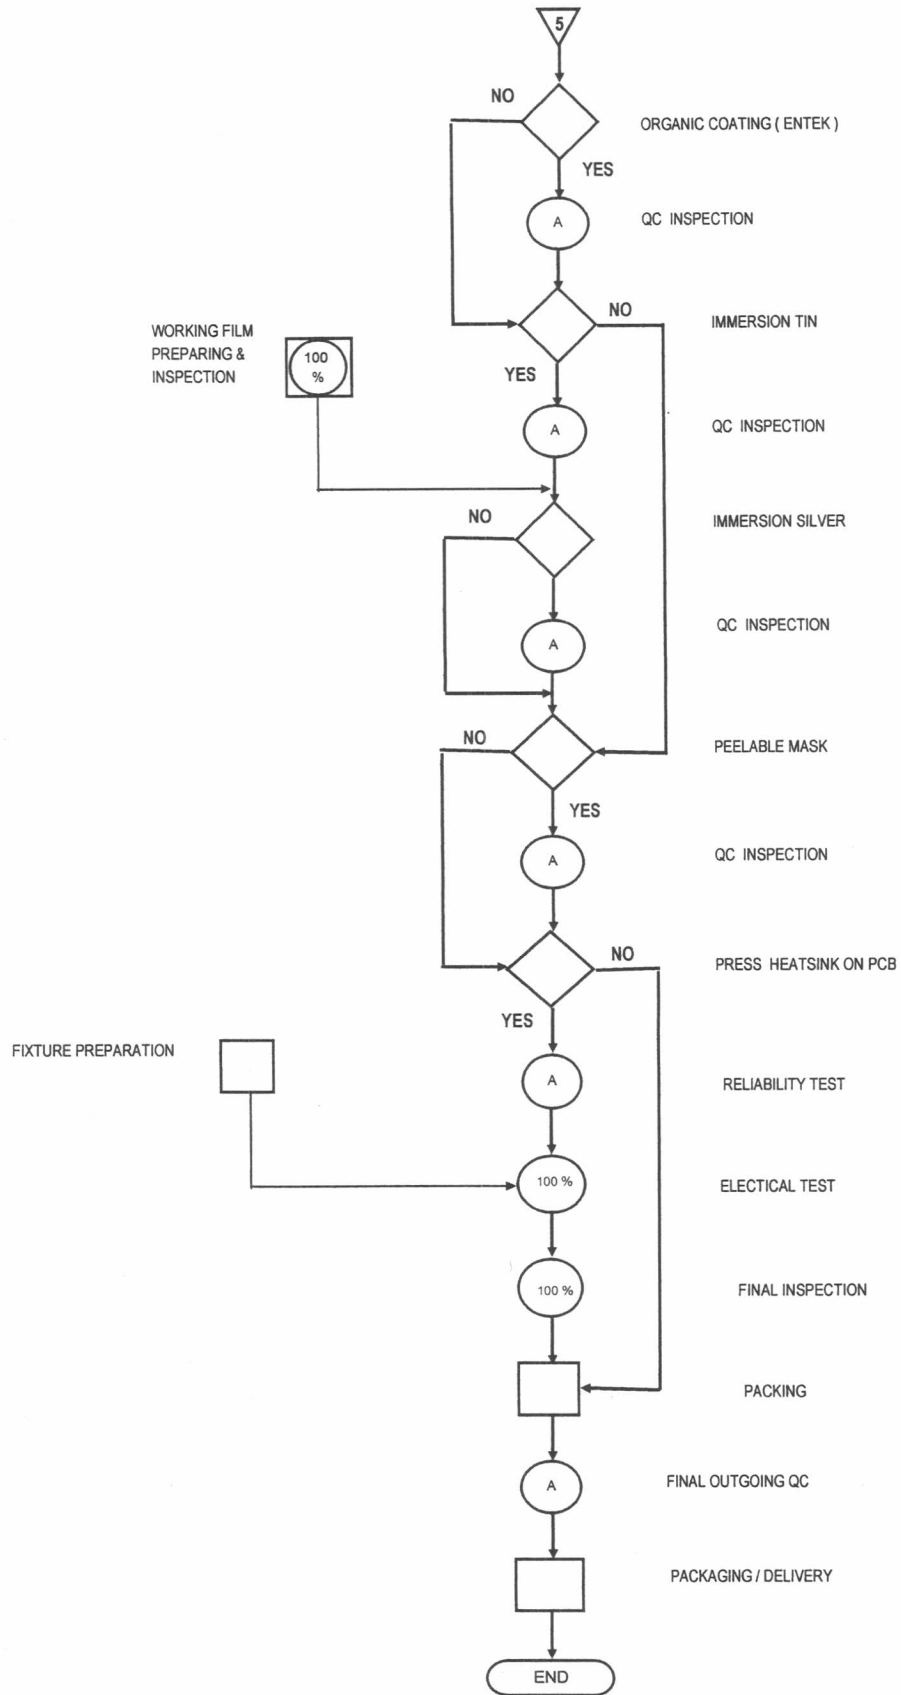 5
NO
ORGANIC COATING ( ENTEK )
YES
A
QC INSPECTION
NO
IMMERSION TIN
WORKING FILM
PREPARING &
INSPECTION
100
%
YES
A
QC INSPECTION
NO
IMMERSION SILVER
A
QC INSPECTION
NO
PEELABLE MASK
YES
A
QC INSPECTION
NO
PRESS HEATSINK ON PCB
YES
FIXTURE PREPARATION
A
RELIABILITY TEST
100 %
ELECTICAL TEST
100 %
FINAL INSPECTION
PACKING
A
FINAL OUTGOING QC
PACKAGING / DELIVERY
END